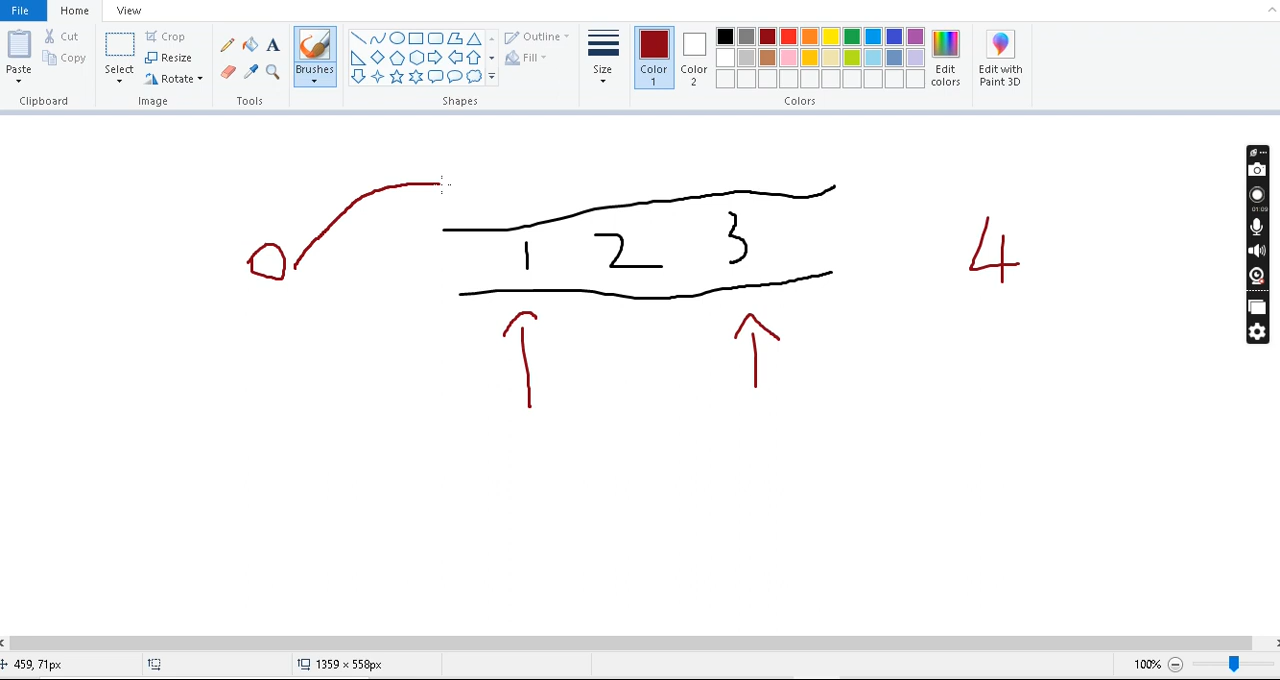 File Home View
Paste Cut Copy Select Crop Resize Rotate A Brushes Outline Fill Size Color 1 Color 2 Edit colors Edit with Paint 3D
Clipboard Image Tools Shapes Colors
01:09
0 1 2 3 4
459, 71px 1359 × 558px 100%